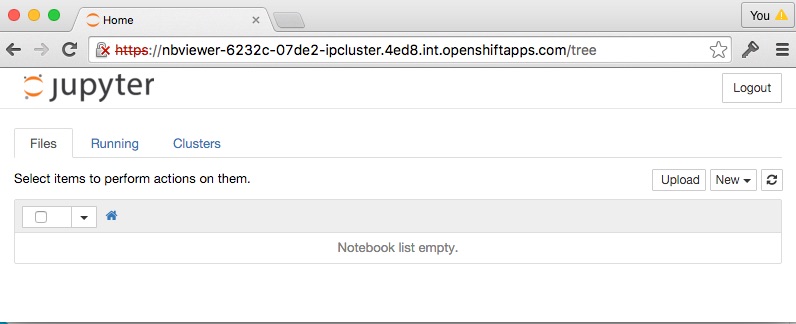 Home
You
https://nbviewer-6232c-07de2-ipcluster.4ed8.int.openshiftapps.com/tree
jupyter
Logout
Files Running Clusters
Select items to perform actions on them.
Upload New
Notebook list empty.